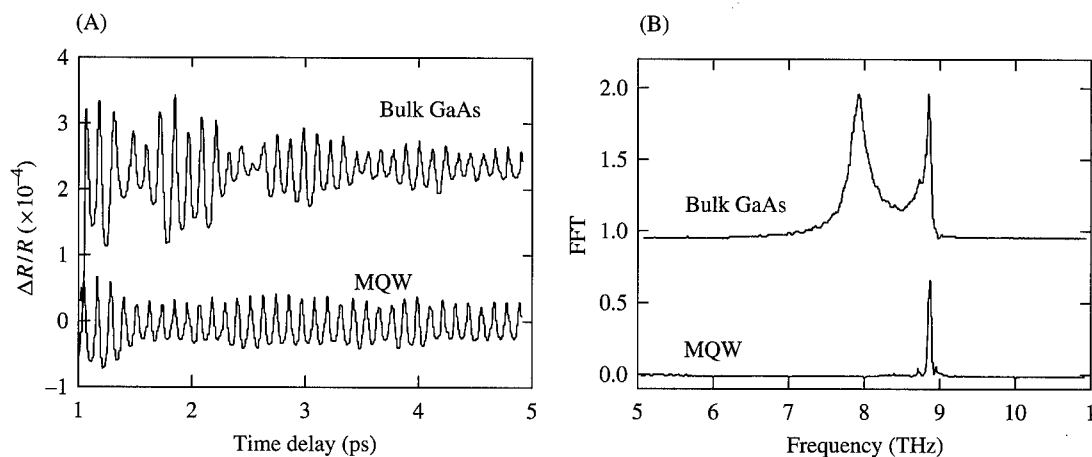 (A)
4
3
2
1
0
−1
ΔR/R (×10⁻⁴)
Bulk GaAs
MQW
1
2
3
4
5
Time delay (ps)
(B)
2.0
1.5
1.0
0.5
0.0
FFT
Bulk GaAs
MQW
5
6
7
8
9
10
1
Frequency (THz)